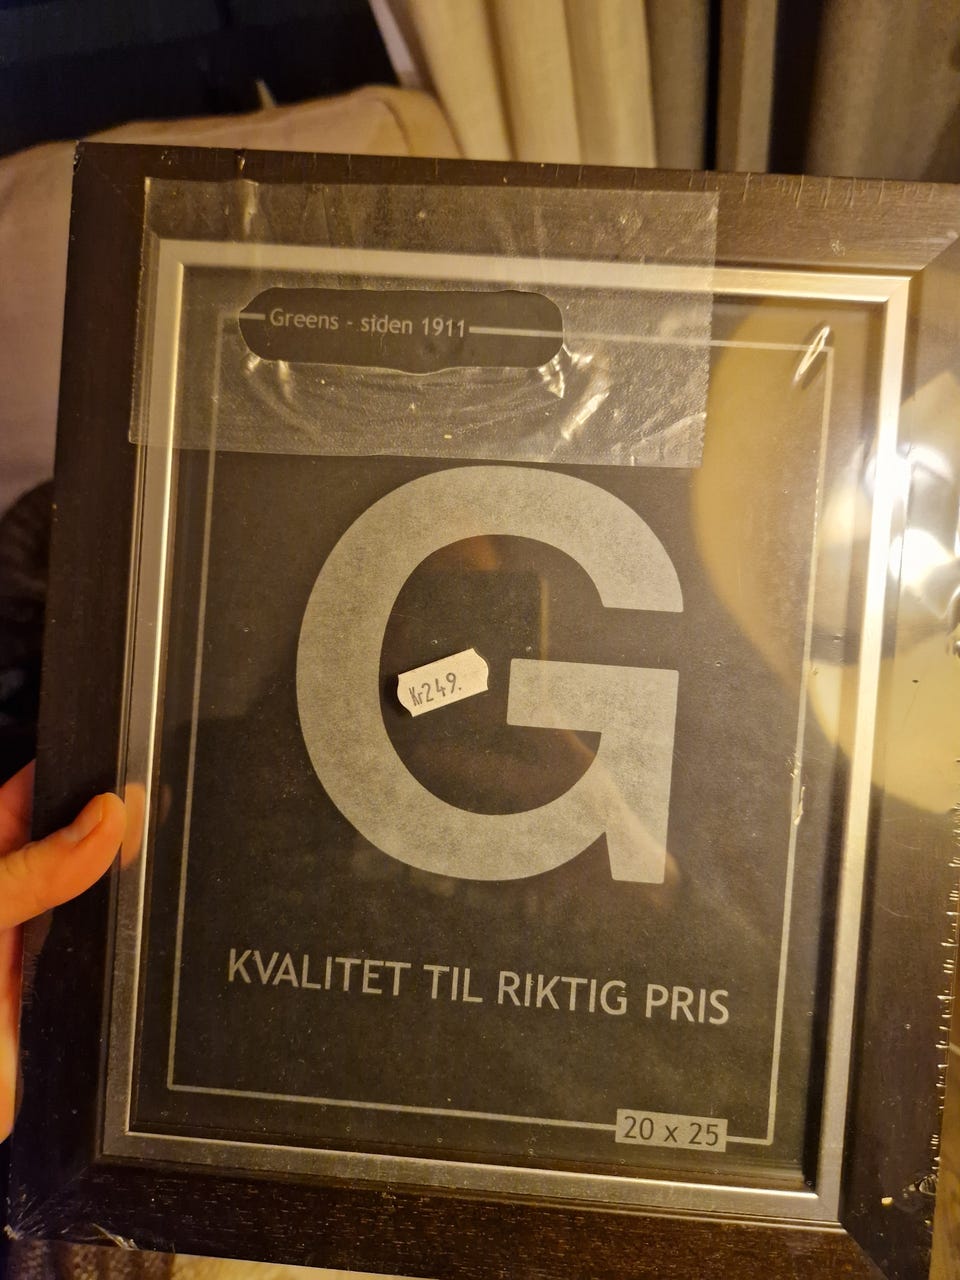 Greens - siden 1911
G
Kr249.
KVALITET TIL RIKTIG PRIS
20 x 25